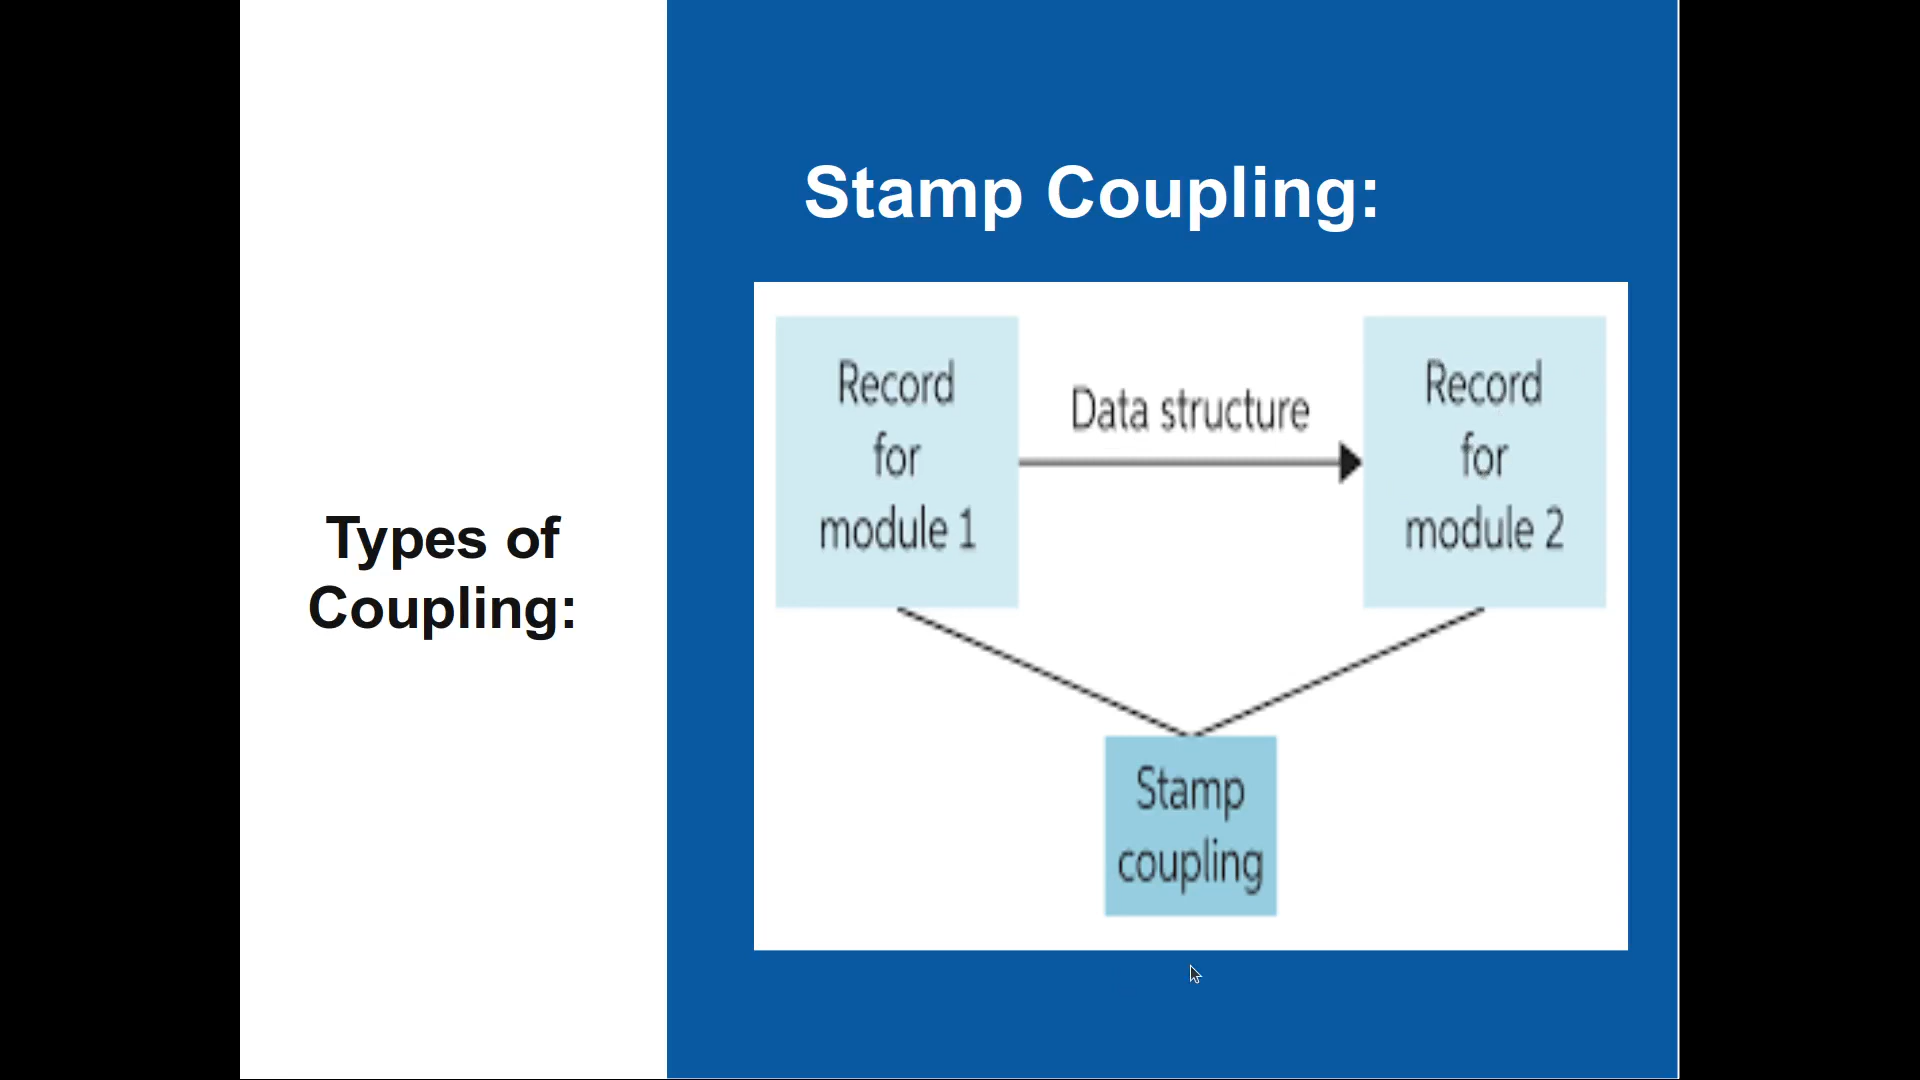 Types of
Coupling:
Stamp Coupling:
Record
for
module 1
Data structure
Record
for
module 2
Stamp
coupling